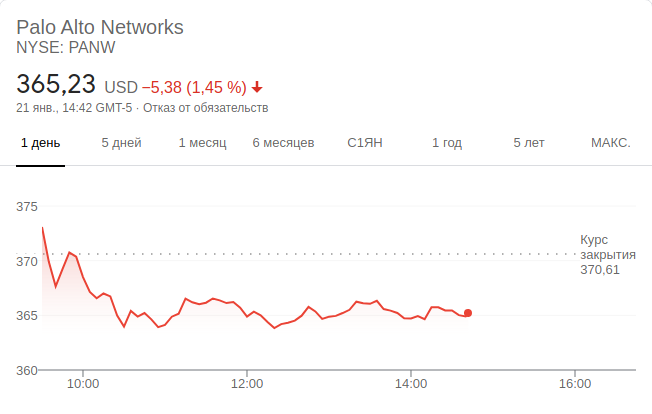 Palo Alto Networks
NYSE: PANW
365,23 USD −5,38 (1,45 %)
21 янв., 14:42 GMT-5 · Отказ от обязательств
1 день 5 дней 1 месяц 6 месяцев С1ЯН 1 год 5 лет МАКС.
375
Курс
закрытия
370,61
370
365
360
10:00 12:00 14:00 16:00